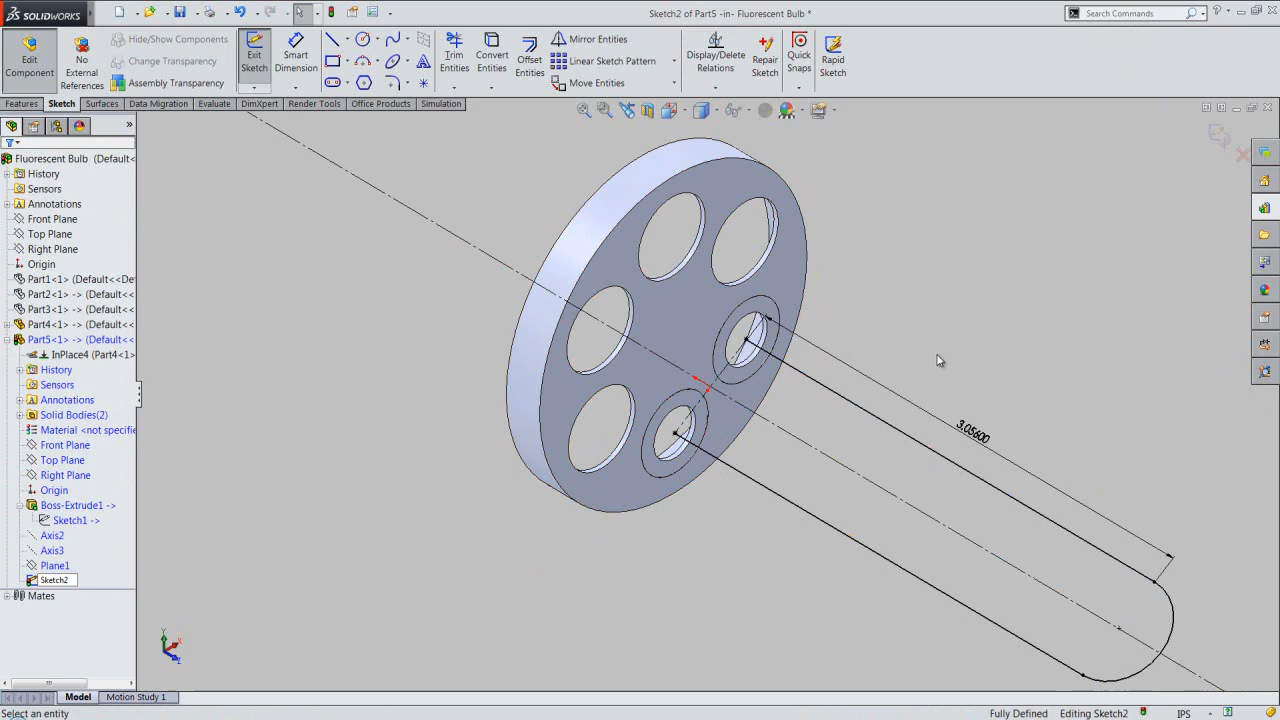 SOLIDWORKS
Sketch2 of Part5 -in- Fluorescent Bulb *
Search Commands
Edit Component
No External References
Hide/Show Components
Change Transparency
Assembly Transparency
Exit Sketch
Smart Dimension
Trim Entities
Convert Entities
Offset Entities
Mirror Entities
Linear Sketch Pattern
Move Entities
Display/Delete Relations
Repair Sketch
Quick Snaps
Rapid Sketch
Features
Sketch
Surfaces
Data Migration
Evaluate
DimXpert
Render Tools
Office Products
Simulation
Fluorescent Bulb (Default<
History
Sensors
Annotations
Front Plane
Top Plane
Right Plane
Origin
Part1<1> (Default<<De
Part2<1> -> (Default<<
Part3<1> -> (Default<<
Part4<1> -> (Default<<
Part5<1> -> (Default<<
InPlace4 (Part4<1>
History
Sensors
Annotations
Solid Bodies(2)
Material <not specifie
Front Plane
Top Plane
Right Plane
Origin
Boss-Extrude1 ->
Sketch1 ->
Axis2
Axis3
Plane1
Sketch2
Mates
3.05600
Y
X
Z
Model
Motion Study 1
Select an entity
Fully Defined
Editing Sketch2
IPS